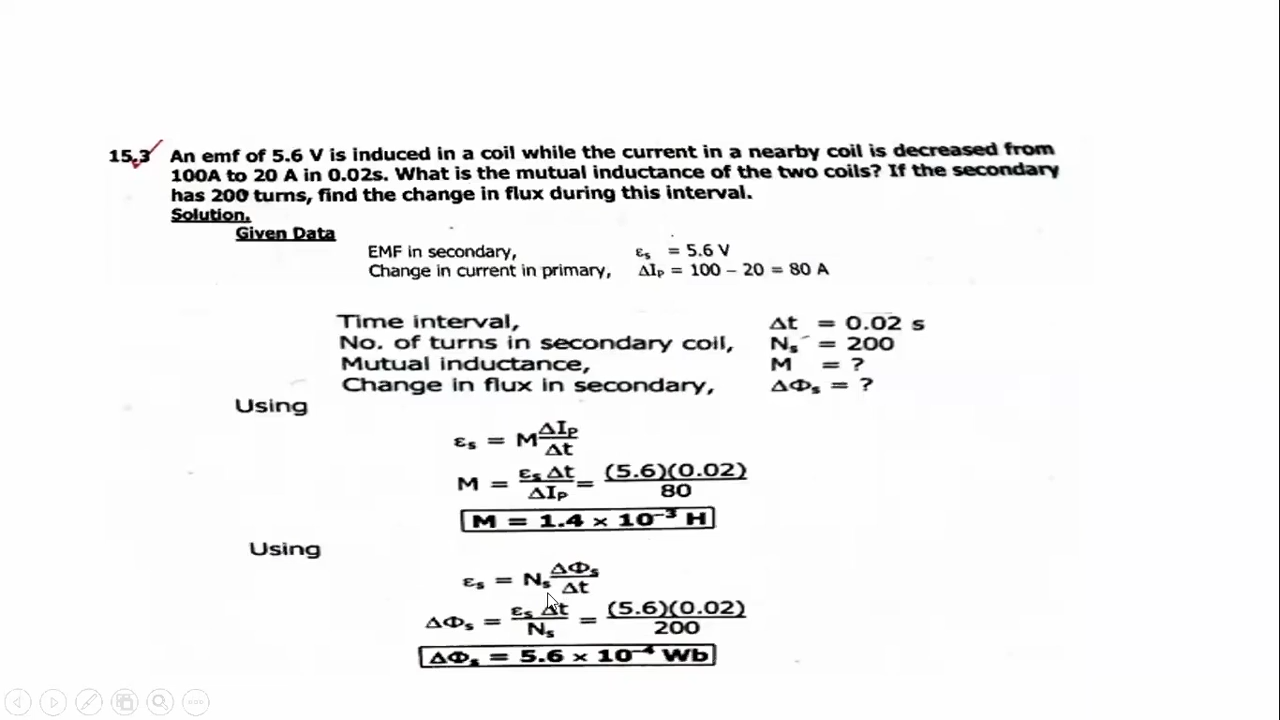 15.3 An emf of 5.6 V is induced in a coil while the current in a nearby coil is decreased from
100A to 20 A in 0.02s. What is the mutual inductance of the two coils? If the secondary
has 200 turns, find the change in flux during this interval.
Solution.
Given Data
EMF in secondary, εs = 5.6 V
Change in current in primary, ΔIP = 100 – 20 = 80 A
Time interval, Δt = 0.02 s
No. of turns in secondary coil, Ns = 200
Mutual inductance, M = ?
Change in flux in secondary, ΔΦs = ?
Using
εs = M ΔIP/Δt
M = εs Δt/ΔIP = (5.6)(0.02)/80
M = 1.4 × 10⁻³ H
Using
εs = Ns ΔΦs/Δt
ΔΦs = εs Δt/Ns = (5.6)(0.02)/200
ΔΦs = 5.6 × 10⁻⁴ Wb